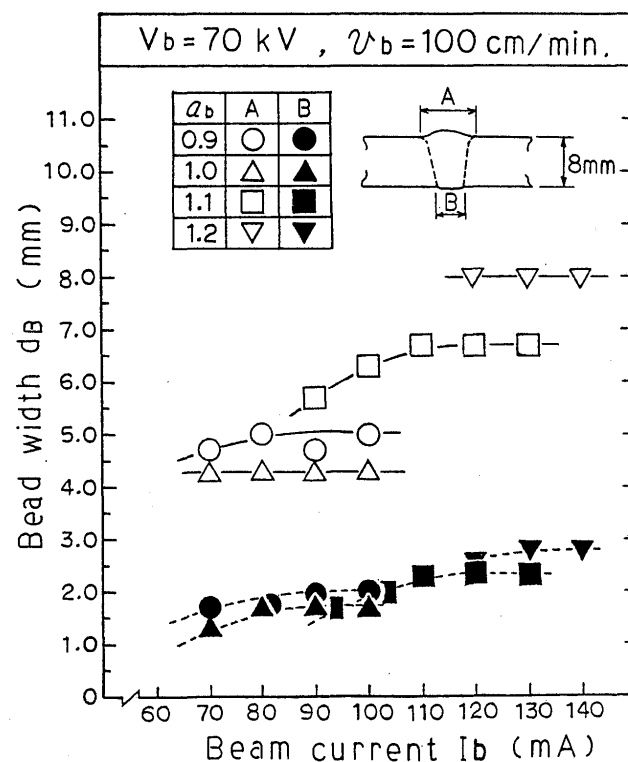 Vb = 70 kV , vb = 100 cm/min.
ab A B
0.9
1.0
1.1
1.2
A
8mm
B
11.0
10.0
9.0
8.0
7.0
6.0
5.0
4.0
3.0
2.0
1.0
0
Bead width dB (mm)
60 70 80 90 100 110 120 130 140
Beam current Ib (mA)